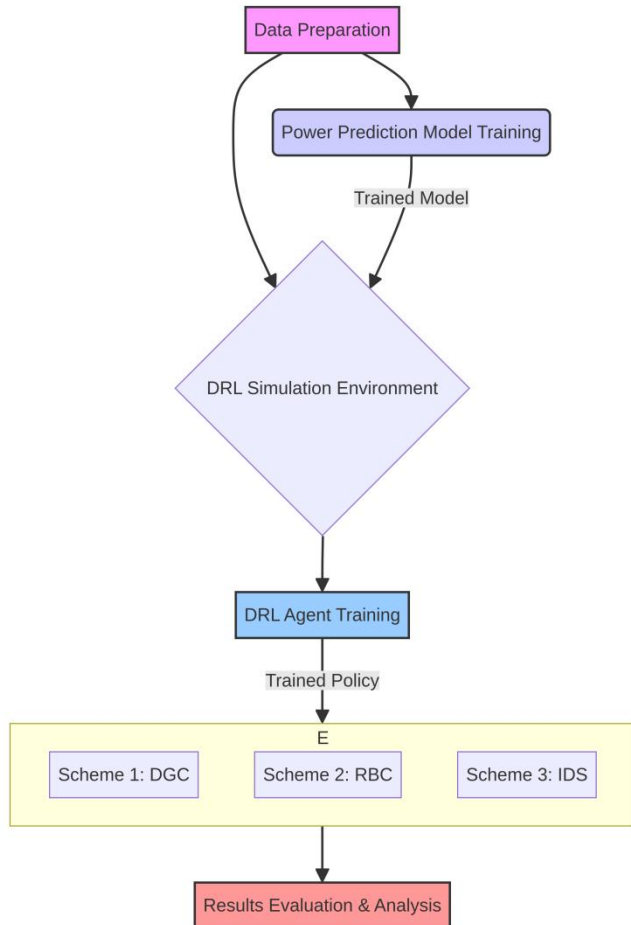 Data Preparation
Power Prediction Model Training
Trained Model
DRL Simulation Environment
DRL Agent Training
Trained Policy
E
Scheme 1: DGC
Scheme 2: RBC
Scheme 3: IDS
Results Evaluation & Analysis